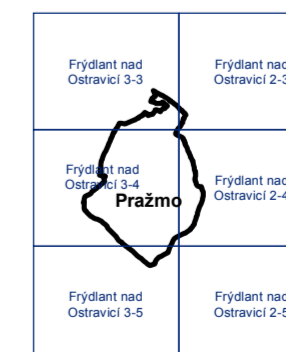 Frýdlant nad
Ostravicí 3-3
Frýdlant nad
Ostravicí 2-3
Frýdlant nad
Ostravicí 3-4
Frýdlant nad
Ostravicí 2-4
Pražmo
Frýdlant nad
Ostravicí 3-5
Frýdlant nad
Ostravicí 2-5